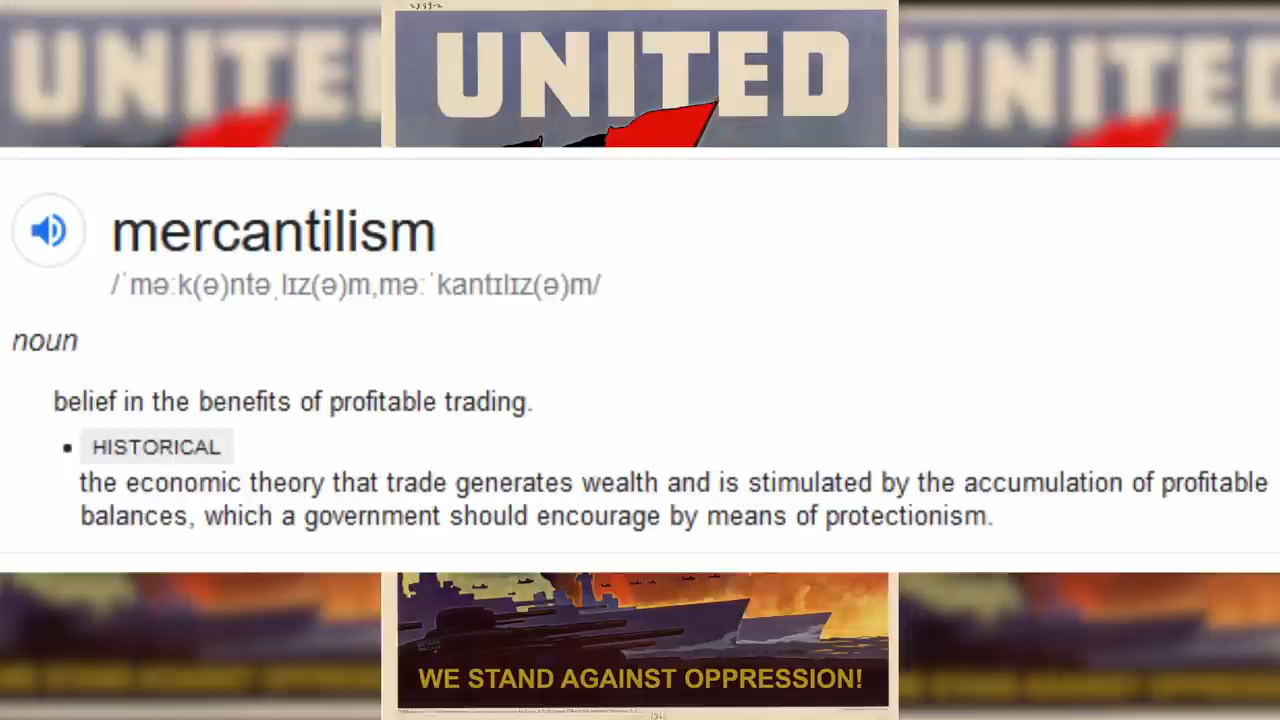 UNITED
mercantilism
/ˈməːk(ə)ntəˌlɪz(ə)m,məːˈkantɪlɪz(ə)m/
noun
belief in the benefits of profitable trading.
• HISTORICAL
the economic theory that trade generates wealth and is stimulated by the accumulation of profitable
balances, which a government should encourage by means of protectionism.
WE STAND AGAINST OPPRESSION!